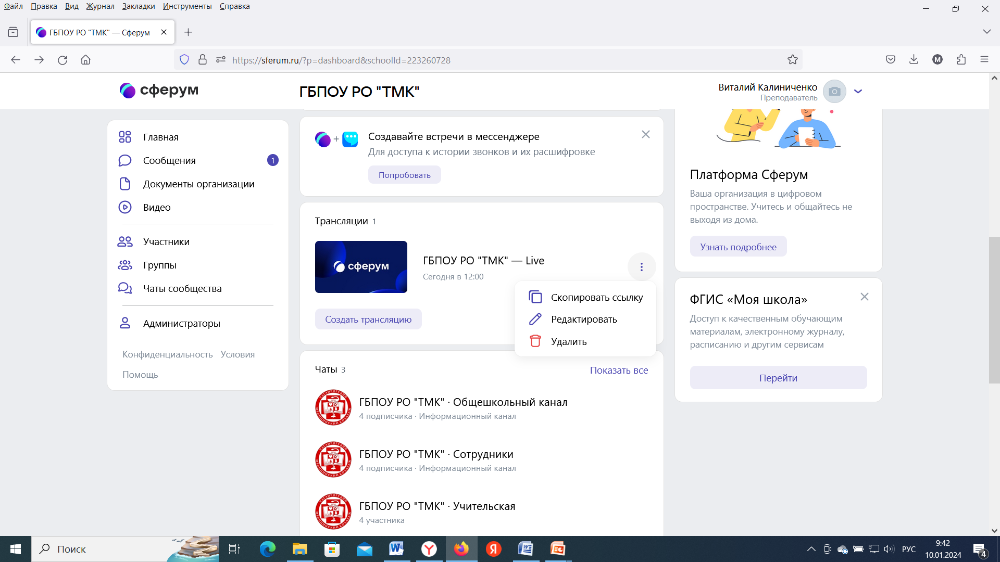 Файл Правка Вид Журнал Закладки Инструменты Справка
ГБПОУ РО "ТМК" — Сферум
https://sferum.ru/?p=dashboard&schoolId=223260728
M
сферум
ГБПОУ РО "ТМК"
Виталий Калиниченко
Преподаватель
Главная
Сообщения 1
Документы организации
Видео
Участники
Группы
Чаты сообщества
Администраторы
Конфиденциальность Условия
Помощь
Создавайте встречи в мессенджере
Для доступа к истории звонков и их расшифровке
Попробовать
Трансляции 1
сферум
ГБПОУ РО "ТМК" — Live
Сегодня в 12:00
Создать трансляцию
Скопировать ссылку
Редактировать
Удалить
Чаты 3
Показать все
ГБПОУ РО "ТМК" · Общешкольный канал
4 подписчика · Информационный канал
ГБПОУ РО "ТМК" · Сотрудники
4 подписчика · Информационный канал
ГБПОУ РО "ТМК" · Учительская
4 участника
Платформа Сферум
Ваша организация в цифровом
пространстве. Учитесь и общайтесь не
выходя из дома.
Узнать подробнее
ФГИС «Моя школа»
Доступ к качественным обучающим
материалам, электронному журналу,
расписанию и другим сервисам
Перейти
Поиск
РУС
9:42
10.01.2024
4